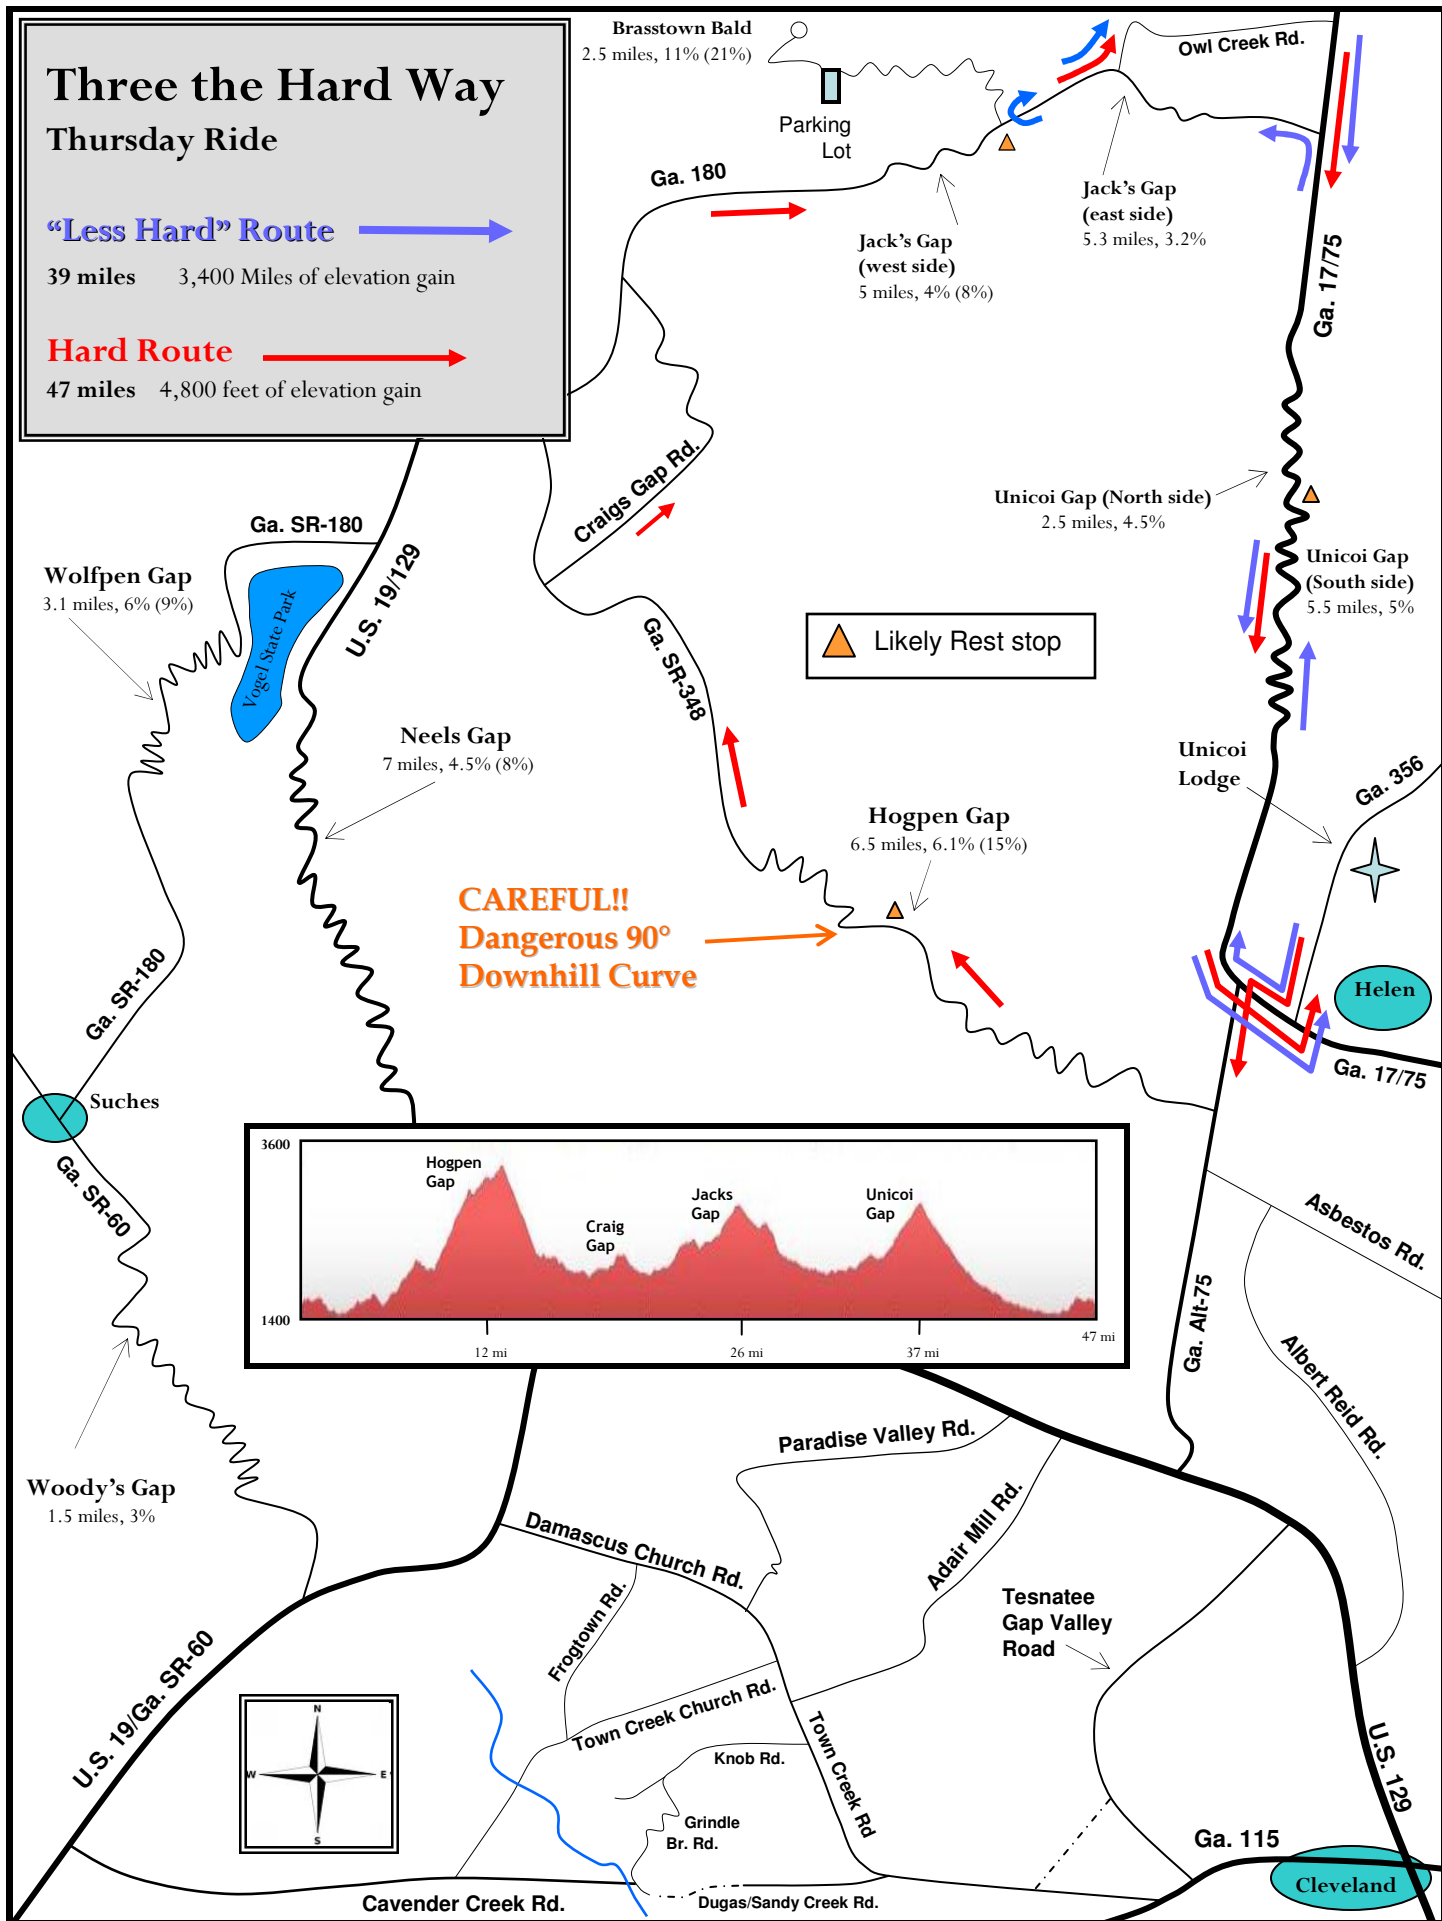 Three the Hard Way
Thursday Ride
“Less Hard” Route
39 miles 3,400 Miles of elevation gain
Hard Route
47 miles 4,800 feet of elevation gain
Brasstown Bald
2.5 miles, 11% (21%)
Parking
Lot
Owl Creek Rd.
Ga. 180
Jack’s Gap
(east side)
5.3 miles, 3.2%
Jack’s Gap
(west side)
5 miles, 4% (8%)
Ga. 17/75
Craigs Gap Rd.
Unicoi Gap (North side)
2.5 miles, 4.5%
Unicoi Gap
(South side)
5.5 miles, 5%
Ga. SR-180
Wolfpen Gap
3.1 miles, 6% (9%)
Vogel State Park
U.S. 19/129
Likely Rest stop
Ga. SR-348
Neels Gap
7 miles, 4.5% (8%)
Unicoi
Lodge
Ga. 356
Hogpen Gap
6.5 miles, 6.1% (15%)
CAREFUL!!
Dangerous 90°
Downhill Curve
Ga. SR-180
Helen
Ga. 17/75
Suches
Ga. SR-60
3600
1400
Hogpen
Gap
Craig
Gap
Jacks
Gap
Unicoi
Gap
12 mi
26 mi
37 mi
47 mi
Asbestos Rd.
Ga. Alt-75
Albert Reid Rd.
Woody’s Gap
1.5 miles, 3%
Paradise Valley Rd.
Adair Mill Rd.
Damascus Church Rd.
Frogtown Rd.
Tesnatee
Gap Valley
Road
U.S. 19/Ga. SR-60
Town Creek Church Rd.
Knob Rd.
Town Creek Rd
Grindle
Br. Rd.
N
W
E
S
U.S. 129
Ga. 115
Cleveland
Cavender Creek Rd.
Dugas/Sandy Creek Rd.